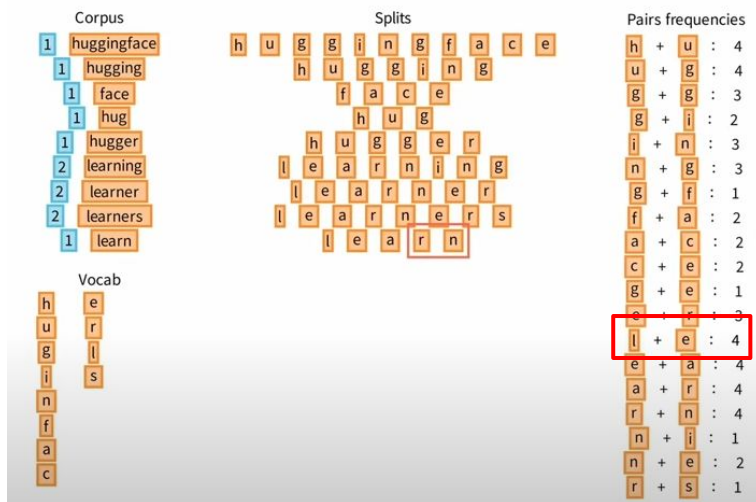 Corpus
1 huggingface
1 hugging
1 face
1 hug
1 hugger
2 learning
2 learner
2 learners
1 learn
Vocab
h e
u r
g l
i s
n
f
a
c
Splits
h u g g i n g f a c e
h u g g i n g
f a c e
h u g
h u g g e r
l e a r n i n g
l e a r n e r
l e a r n e r s
l e a r n
Pairs frequencies
h + u : 4
u + g : 4
g + g : 3
g + i : 2
i + n : 3
n + g : 3
g + f : 1
f + a : 2
a + c : 2
c + e : 2
g + e : 1
e + r : 3
l + e : 4
e + a : 4
a + r : 4
r + n : 4
n + i : 1
n + e : 2
r + s : 1